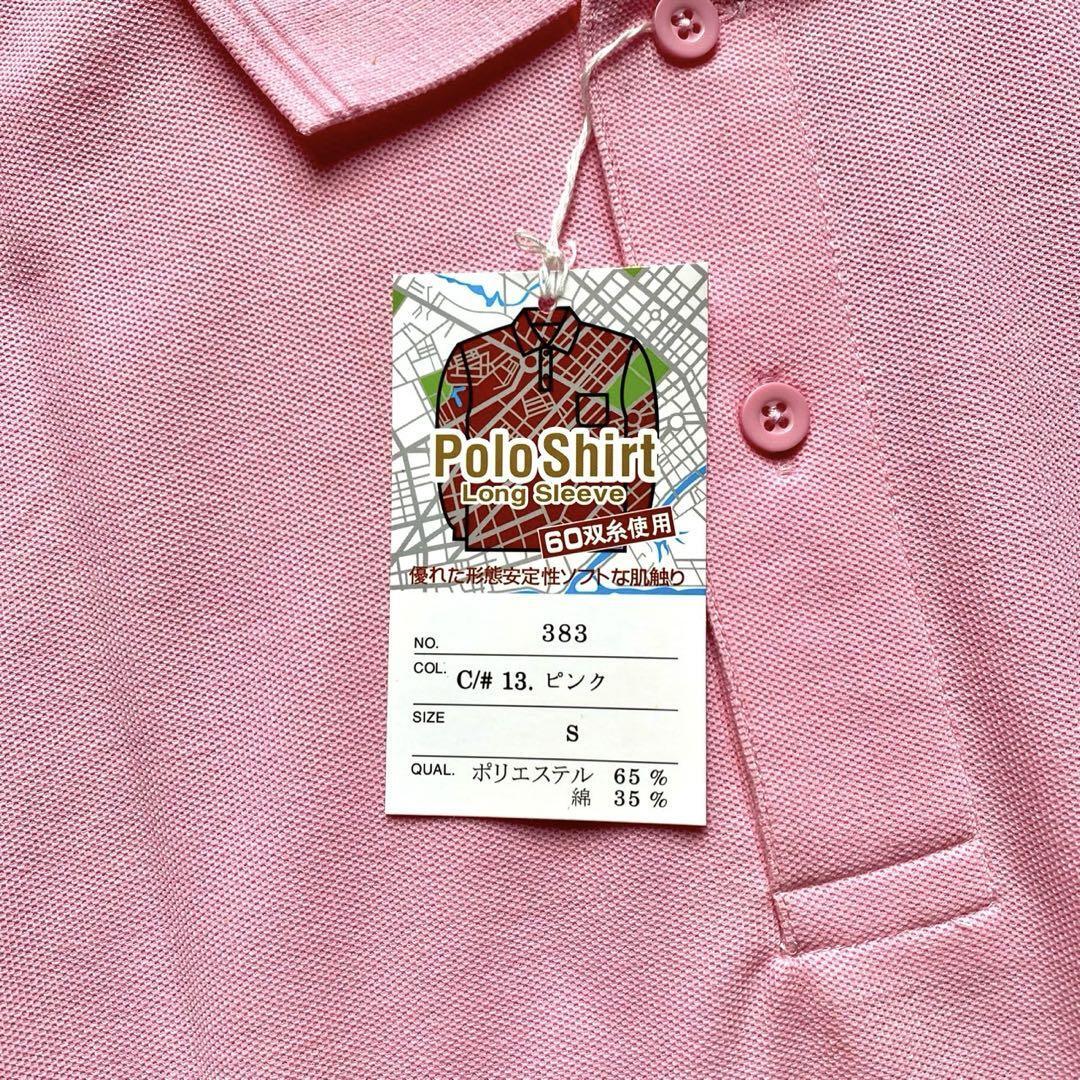 Polo Shirt
Long Sleeve
60双糸使用
優れた形態安定性ソフトな肌触り
NO. 383
COL. C/# 13. ピンク
SIZE S
QUAL. ポリエステル 65 %
綿 35 %